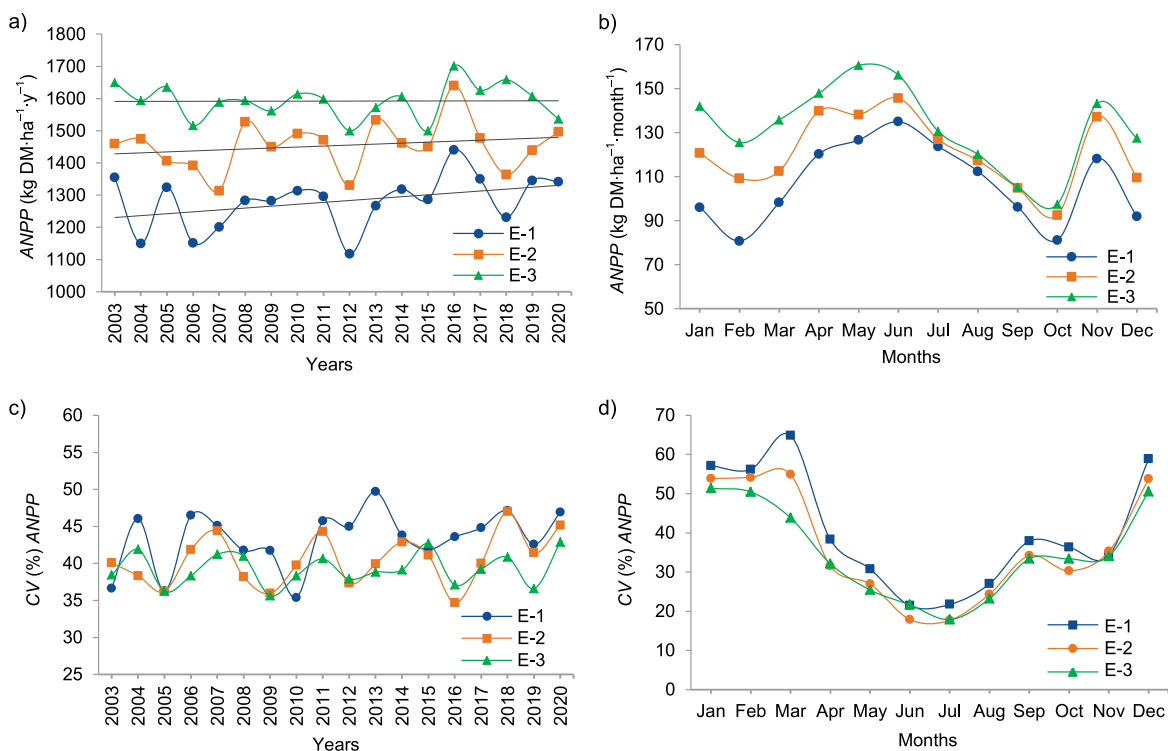 a)
ANPP (kg DM·ha⁻¹·y⁻¹)
1800
1700
1600
1500
1400
1300
1200
1100
1000
E-1
E-2
E-3
2003 2004 2005 2006 2007 2008 2009 2010 2011 2012 2013 2014 2015 2016 2017 2018 2019 2020
Years
b)
ANPP (kg DM·ha⁻¹·month⁻¹)
170
150
130
110
90
70
50
E-1
E-2
E-3
Jan Feb Mar Apr May Jun Jul Aug Sep Oct Nov Dec
Months
c)
CV (%) ANPP
60
55
50
45
40
35
30
25
E-1
E-2
E-3
2003 2004 2005 2006 2007 2008 2009 2010 2011 2012 2013 2014 2015 2016 2017 2018 2019 2020
Years
d)
CV (%) ANPP
70
60
50
40
30
20
10
0
E-1
E-2
E-3
Jan Feb Mar Apr May Jun Jul Aug Sep Oct Nov Dec
Months